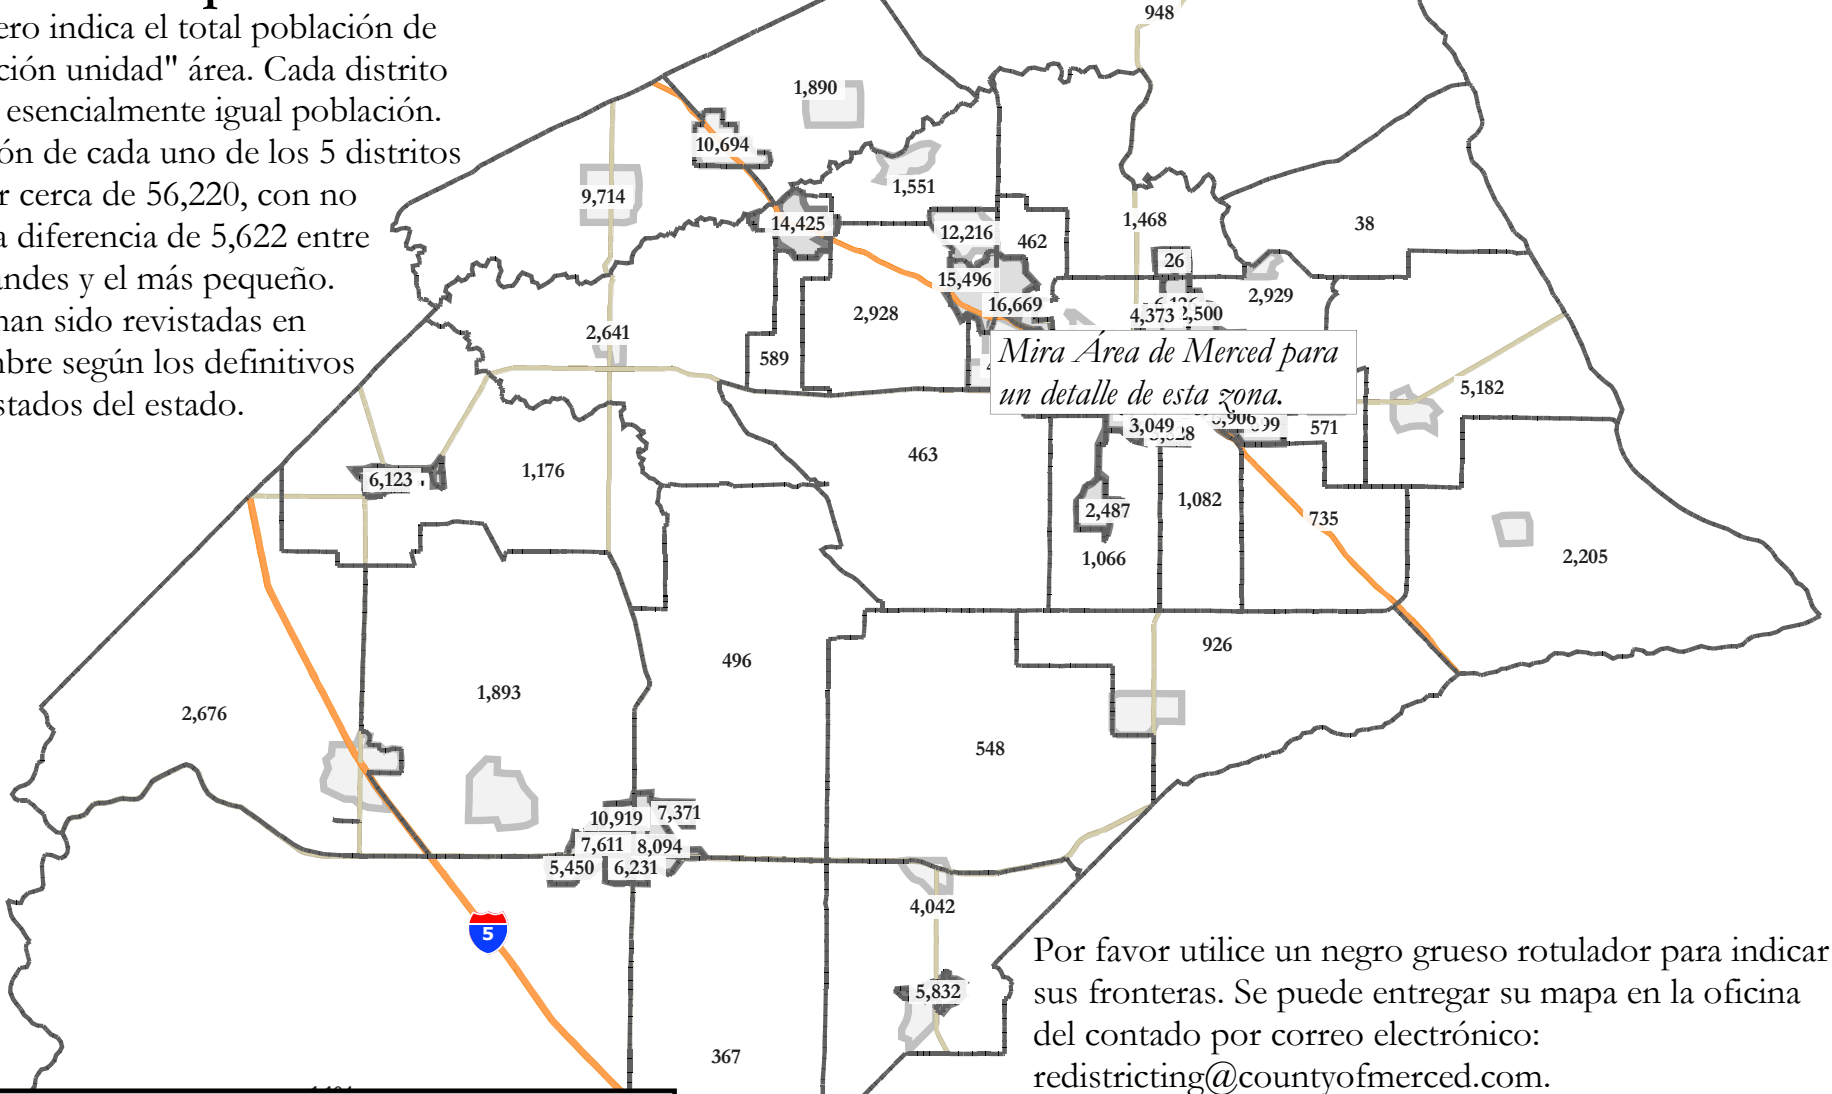 ero indica el total población de
ción unidad" área. Cada distrito
esencialmente igual población.
ón de cada uno de los 5 distritos
r cerca de 56,220, con no
a diferencia de 5,622 entre
andes y el más pequeño.
han sido revistadas en
mbre según los definitivos
stados del estado.
948
1,890
10,694
1,551
9,714
14,425
12,216
462
1,468
38
26
15,496
16,669
2,929
2,928
4,373
2,500
2,641
589
Mira Área de Merced para
un detalle de esta zona.
5,182
3,049
571
463
6,123
1,176
1,082
2,487
735
1,066
2,205
926
496
1,893
2,676
548
10,919
7,371
7,611
8,094
5,450
6,231
5
4,042
5,832
367
Por favor utilice un negro grueso rotulador para indicar
sus fronteras. Se puede entregar su mapa en la oficina
del contado por correo electrónico:
redistricting@countyofmerced.com.